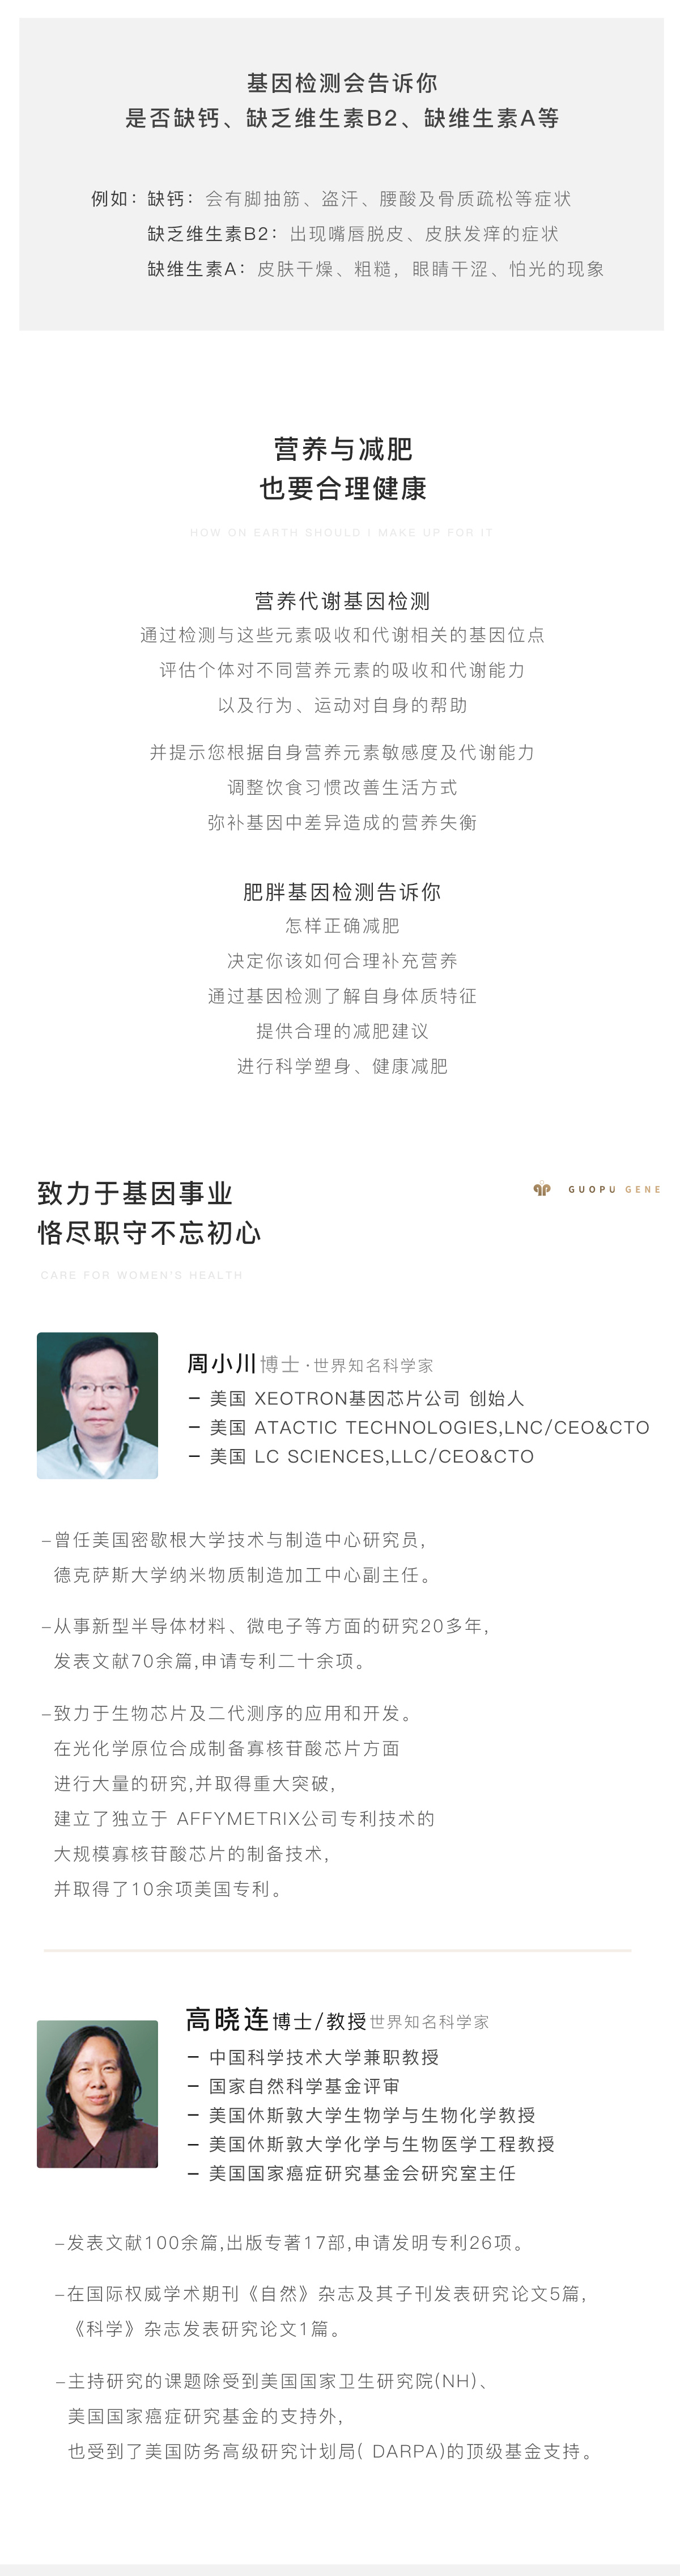 基因检测会告诉你
是否缺钙、缺乏维生素B2、缺维生素A等
例如：缺钙：会有脚抽筋、盗汗、腰酸及骨质疏松等症状
缺乏维生素B2：出现嘴唇脱皮、皮肤发痒的症状
缺维生素A：皮肤干燥、粗糙，眼睛干涩、怕光的现象
营养与减肥
也要合理健康
HOW ON EARTH SHOULD I MAKE UP FOR IT
营养代谢基因检测
通过检测与这些元素吸收和代谢相关的基因位点
评估个体对不同营养元素的吸收和代谢能力
以及行为、运动对自身的帮助
并提示您根据自身营养元素敏感度及代谢能力
调整饮食习惯改善生活方式
弥补基因中差异造成的营养失衡
肥胖基因检测告诉你
怎样正确减肥
决定你该如何合理补充营养
通过基因检测了解自身体质特征
提供合理的减肥建议
进行科学塑身、健康减肥
致力于基因事业
恪尽职守不忘初心
GUOPU GENE
CARE FOR WOMEN'S HEALTH
周小川博士·世界知名科学家
– 美国 XEOTRON基因芯片公司 创始人
– 美国 ATACTIC TECHNOLOGIES,LNC/CEO&CTO
– 美国 LC SCIENCES,LLC/CEO&CTO
–曾任美国密歇根大学技术与制造中心研究员,
德克萨斯大学纳米物质制造加工中心副主任。
–从事新型半导体材料、微电子等方面的研究20多年,
发表文献70余篇,申请专利二十余项。
–致力于生物芯片及二代测序的应用和开发。
在光化学原位合成制备寡核苷酸芯片方面
进行大量的研究,并取得重大突破,
建立了独立于 AFFYMETRIX公司专利技术的
大规模寡核苷酸芯片的制备技术,
并取得了10余项美国专利。
高晓连博士/教授世界知名科学家
– 中国科学技术大学兼职教授
– 国家自然科学基金评审
– 美国休斯敦大学生物学与生物化学教授
– 美国休斯敦大学化学与生物医学工程教授
– 美国国家癌症研究基金会研究室主任
–发表文献100余篇,出版专著17部,申请发明专利26项。
–在国际权威学术期刊《自然》杂志及其子刊发表研究论文5篇,
《科学》杂志发表研究论文1篇。
–主持研究的课题除受到美国国家卫生研究院(NH)、
美国国家癌症研究基金的支持外,
也受到了美国防务高级研究计划局( DARPA)的顶级基金支持。